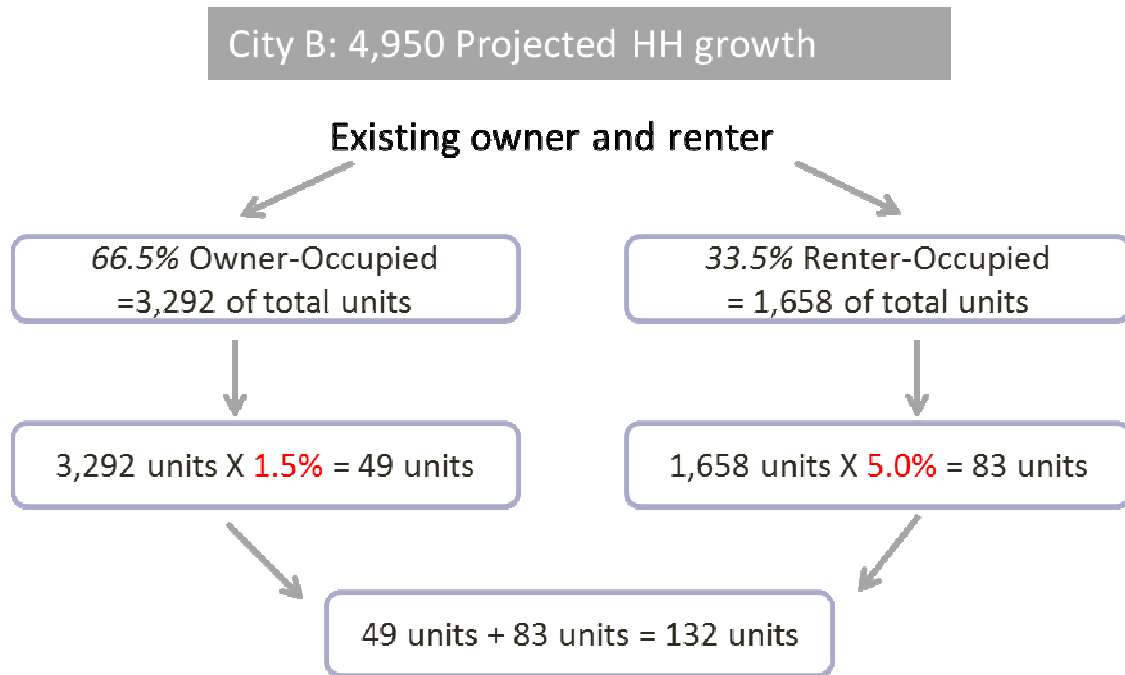 City B: 4,950 Projected HH growth
Existing owner and renter
66.5% Owner-Occupied
=3,292 of total units
33.5% Renter-Occupied
= 1,658 of total units
3,292 units X 1.5% = 49 units
1,658 units X 5.0% = 83 units
49 units + 83 units = 132 units